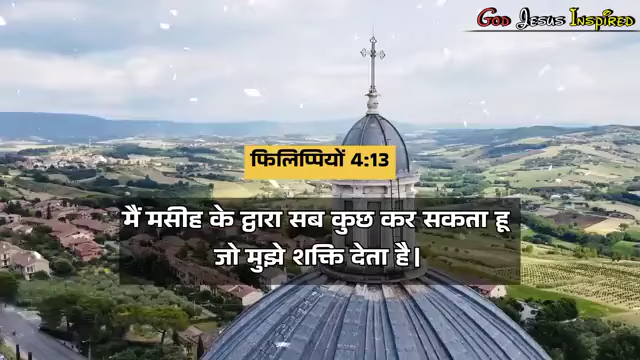 God Jesus Inspired
फिलिप्पियों 4:13
मैं मसीह के द्वारा सब कुछ कर सकता हू
जो मुझे शक्ति देता है।